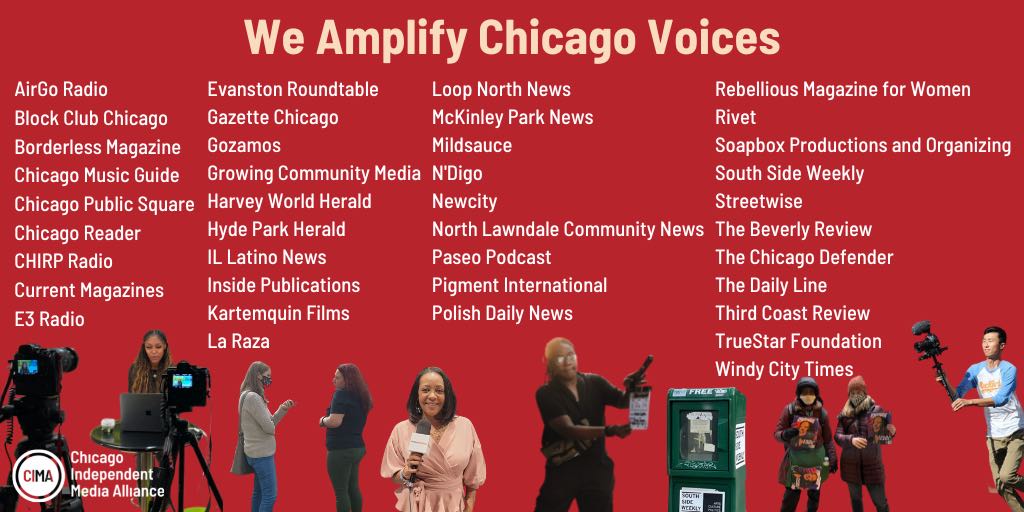 We Amplify Chicago Voices
AirGo Radio
Block Club Chicago
Borderless Magazine
Chicago Music Guide
Chicago Public Square
Chicago Reader
CHIRP Radio
Current Magazines
E3 Radio
Evanston Roundtable
Gazette Chicago
Gozamos
Growing Community Media
Harvey World Herald
Hyde Park Herald
IL Latino News
Inside Publications
Kartemquin Films
La Raza
Loop North News
McKinley Park News
Mildsauce
N'Digo
Newcity
North Lawndale Community News
Paseo Podcast
Pigment International
Polish Daily News
Rebellious Magazine for Women
Rivet
Soapbox Productions and Organizing
South Side Weekly
Streetwise
The Beverly Review
The Chicago Defender
The Daily Line
Third Coast Review
TrueStar Foundation
Windy City Times
CIMA
Chicago
Independent
Media Alliance
FREE
SOUTH
SIDE
WEEKLY